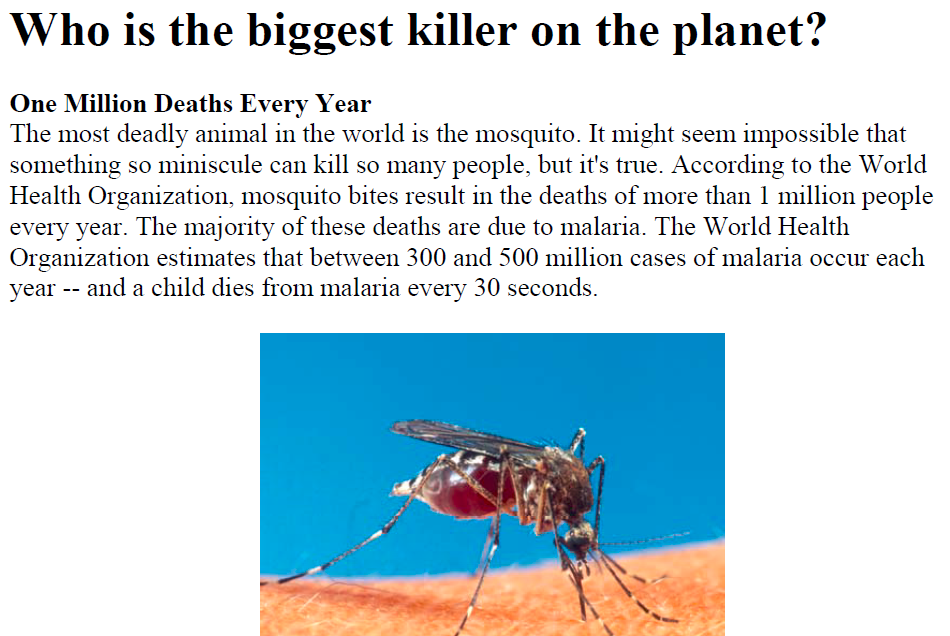 Who is the biggest killer on the planet?
One Million Deaths Every Year
The most deadly animal in the world is the mosquito. It might seem impossible that
something so miniscule can kill so many people, but it's true. According to the World
Health Organization, mosquito bites result in the deaths of more than 1 million people
every year. The majority of these deaths are due to malaria. The World Health
Organization estimates that between 300 and 500 million cases of malaria occur each
year -- and a child dies from malaria every 30 seconds.